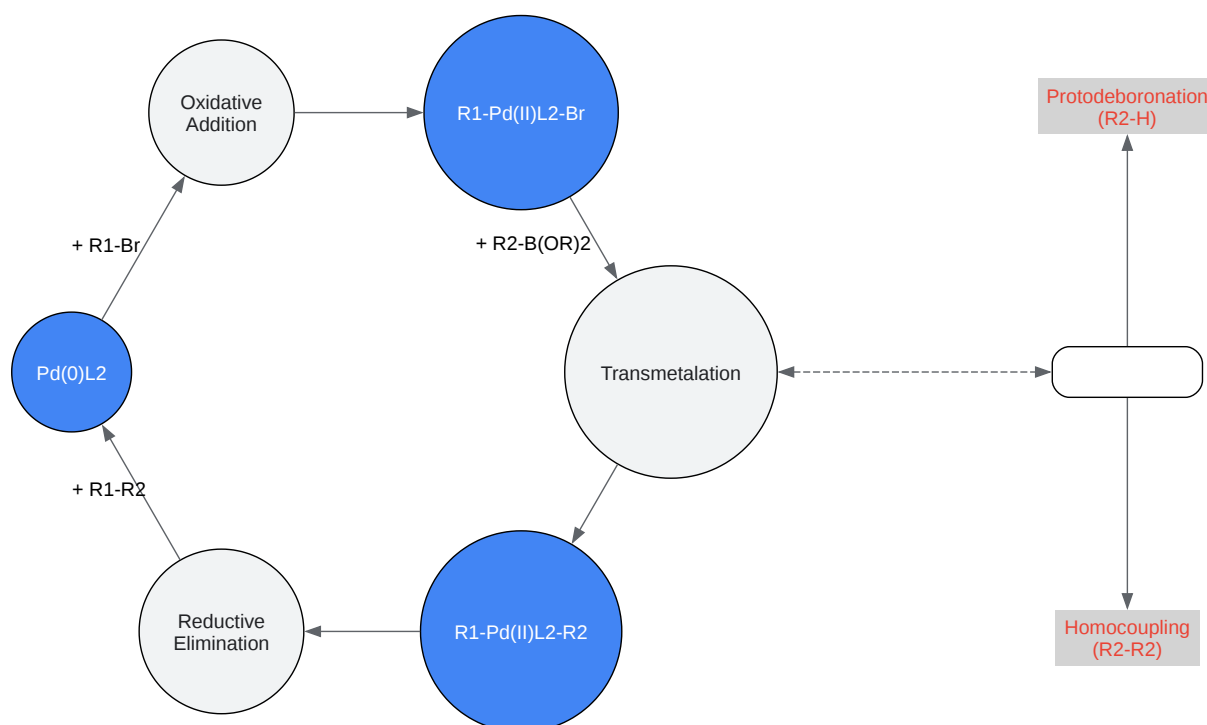 Oxidative
Addition
R1-Pd(II)L2-Br
Protodeboronation
(R2-H)
+ R1-Br
+ R2-B(OR)2
Pd(0)L2
Transmetalation
+ R1-R2
Reductive
Elimination
R1-Pd(II)L2-R2
Homocoupling
(R2-R2)